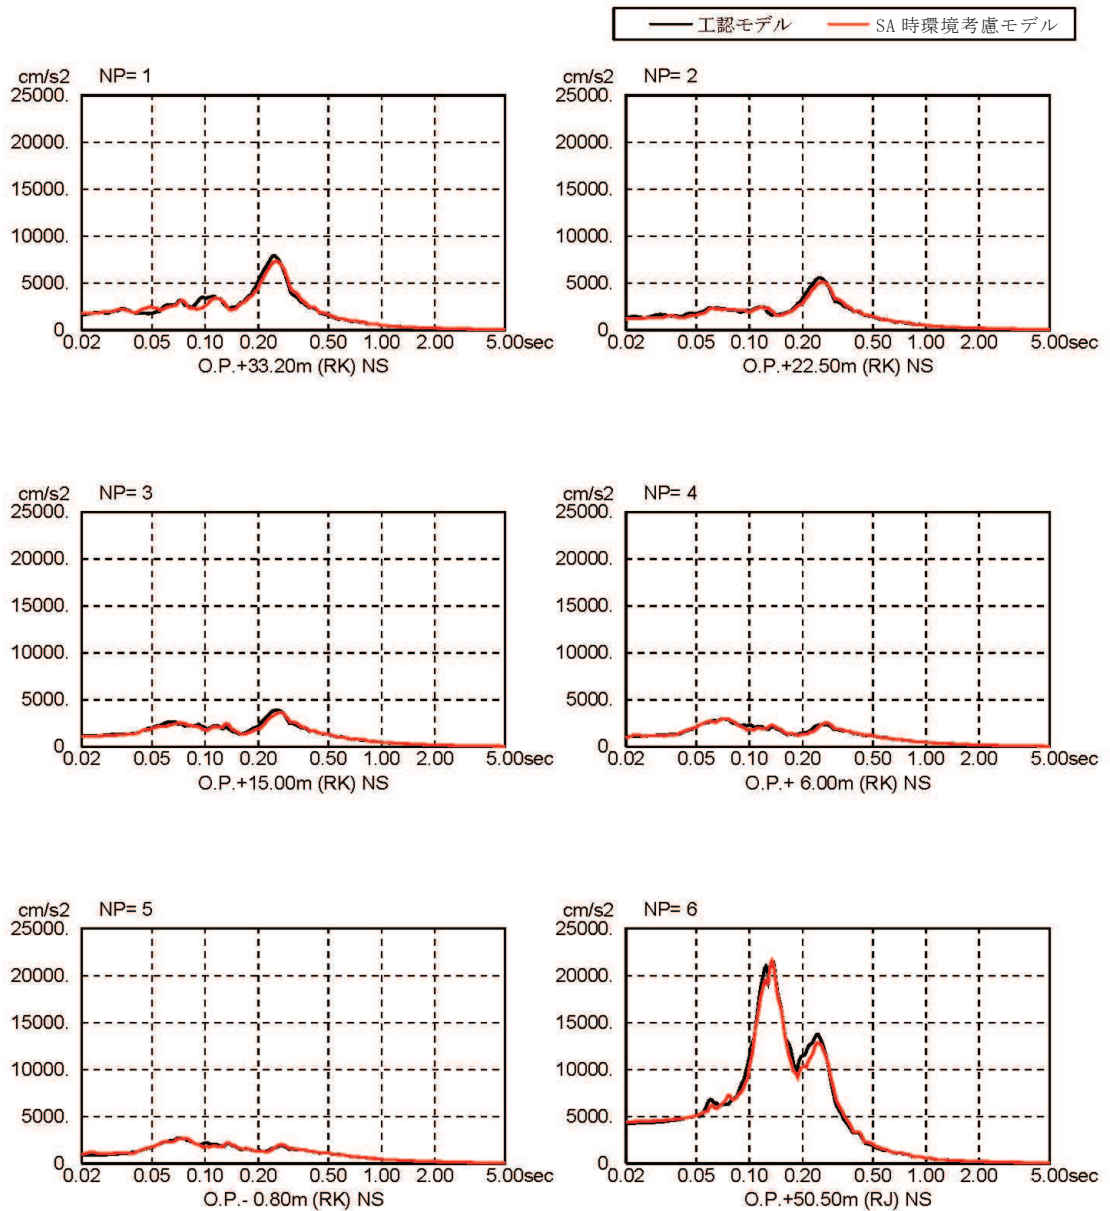 工認モデル SA 時環境考慮モデル
cm/s2 NP= 1
25000.
20000.
15000.
10000.
5000.
0.
0.02 0.05 0.10 0.20 0.50 1.00 2.00 5.00sec
O.P.+33.20m (RK) NS
cm/s2 NP= 2
25000.
20000.
15000.
10000.
5000.
0.
0.02 0.05 0.10 0.20 0.50 1.00 2.00 5.00sec
O.P.+22.50m (RK) NS
cm/s2 NP= 3
25000.
20000.
15000.
10000.
5000.
0.
0.02 0.05 0.10 0.20 0.50 1.00 2.00 5.00sec
O.P.+15.00m (RK) NS
cm/s2 NP= 4
25000.
20000.
15000.
10000.
5000.
0.
0.02 0.05 0.10 0.20 0.50 1.00 2.00 5.00sec
O.P.+ 6.00m (RK) NS
cm/s2 NP= 5
25000.
20000.
15000.
10000.
5000.
0.
0.02 0.05 0.10 0.20 0.50 1.00 2.00 5.00sec
O.P.- 0.80m (RK) NS
cm/s2 NP= 6
25000.
20000.
15000.
10000.
5000.
0.
0.02 0.05 0.10 0.20 0.50 1.00 2.00 5.00sec
O.P.+50.50m (RJ) NS